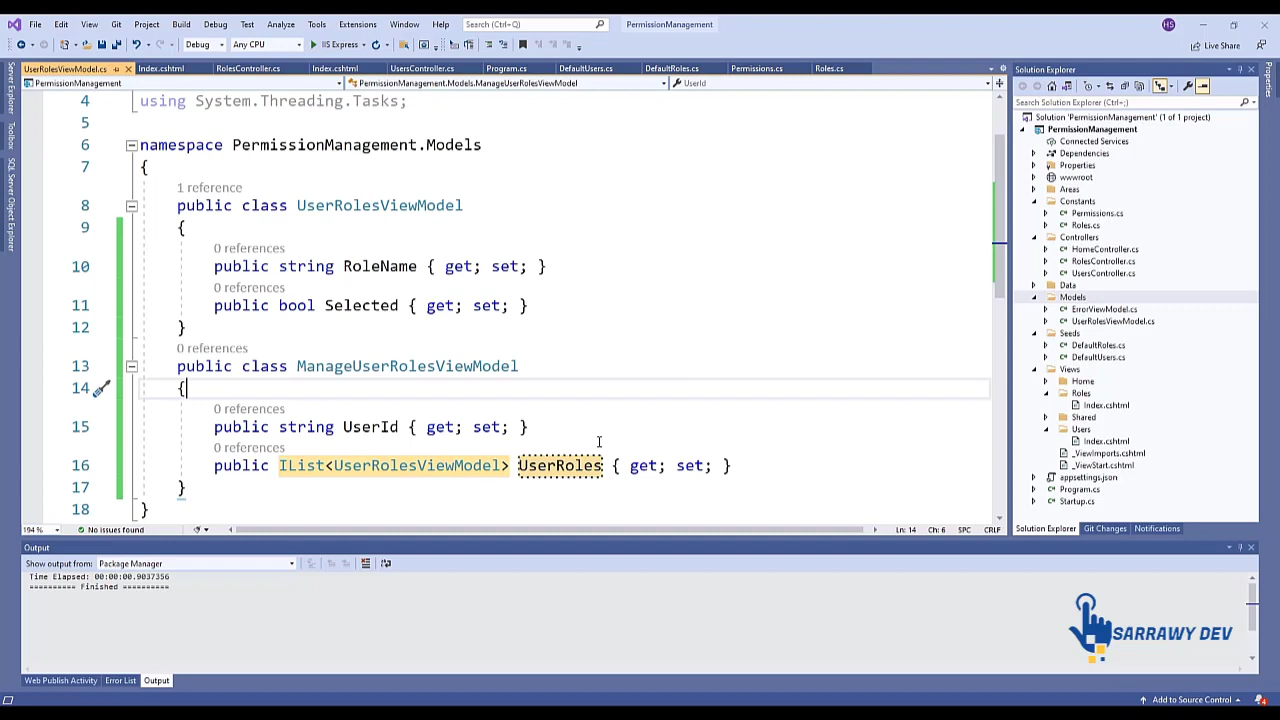 File Edit View Git Project Build Debug Test Analyze Tools Extensions Window Help Search (Ctrl+Q) PermissionManagement HS
Debug Any CPU IIS Express Live Share
UserRolesViewModel.cs Index.cshtml RolesController.cs Index.cshtml UsersController.cs Program.cs DefaultUsers.cs DefaultRoles.cs Permissions.cs Roles.cs
PermissionManagement PermissionManagement.Models.ManageUserRolesViewModel UserId
Server Explorer
Toolbox
SQL Server Object Explorer
4 using System.Threading.Tasks;
5
6 namespace PermissionManagement.Models
7 {
1 reference
8 public class UserRolesViewModel
9 {
0 references
10 public string RoleName { get; set; }
0 references
11 public bool Selected { get; set; }
12 }
0 references
13 public class ManageUserRolesViewModel
14 {
0 references
15 public string UserId { get; set; }
0 references
16 public IList<UserRolesViewModel> UserRoles { get; set; }
17 }
18 }
194 % No issues found Ln: 14 Ch: 6 SPC CRLF
Solution Explorer
Search Solution Explorer (Ctrl+;)
Solution 'PermissionManagement' (1 of 1 project)
PermissionManagement
Connected Services
Dependencies
Properties
wwwroot
Areas
Constants
Permissions.cs
Roles.cs
Controllers
HomeController.cs
RolesController.cs
UsersController.cs
Data
Models
ErrorViewModel.cs
UserRolesViewModel.cs
Seeds
DefaultRoles.cs
DefaultUsers.cs
Views
Home
Roles
Index.cshtml
Shared
Users
Index.cshtml
_ViewImports.cshtml
_ViewStart.cshtml
appsettings.json
Program.cs
Startup.cs
Solution Explorer Git Changes Notifications
Properties
Output
Show output from: Package Manager
Time Elapsed: 00:00:00.9037356
========== Finished ==========
SARRAWY DEV
Web Publish Activity Error List Output
Add to Source Control 4